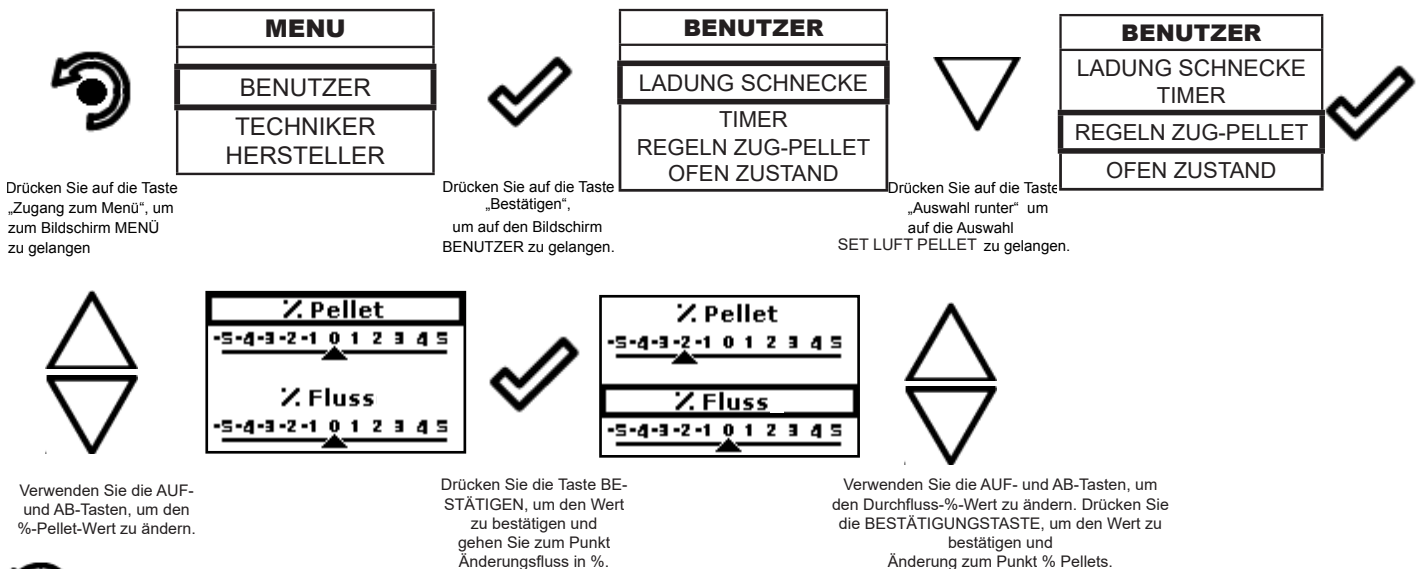 MENU
BENUTZER
TECHNIKER
HERSTELLER
Drücken Sie auf die Taste
„Zugang zum Menü“, um
zum Bildschirm MENÜ
zu gelangen
BENUTZER
LADUNG SCHNECKE
TIMER
REGELN ZUG-PELLET
OFEN ZUSTAND
Drücken Sie auf die Taste
„Bestätigen“,
um auf den Bildschirm
BENUTZER zu gelangen.
BENUTZER
LADUNG SCHNECKE
TIMER
REGELN ZUG-PELLET
OFEN ZUSTAND
Drücken Sie auf die Taste
„Auswahl runter“ um
auf die Auswahl
SET LUFT PELLET zu gelangen.
% Pellet
-5-4-3-2-1 0 1 2 3 4 5
% Fluss
-5-4-3-2-1 0 1 2 3 4 5
% Pellet
-5-4-3-2-1 0 1 2 3 4 5
% Fluss
-5-4-3-2-1 0 1 2 3 4 5
Verwenden Sie die AUF-
und AB-Tasten, um den
%-Pellet-Wert zu ändern.
Drücken Sie die Taste BE-
STÄTIGEN, um den Wert
zu bestätigen und
gehen Sie zum Punkt
Änderungsfluss in %.
Verwenden Sie die AUF- und AB-Tasten, um
den Durchfluss-%-Wert zu ändern. Drücken Sie
die BESTÄTIGUNGSTASTE, um den Wert zu
bestätigen und
Änderung zum Punkt % Pellets.